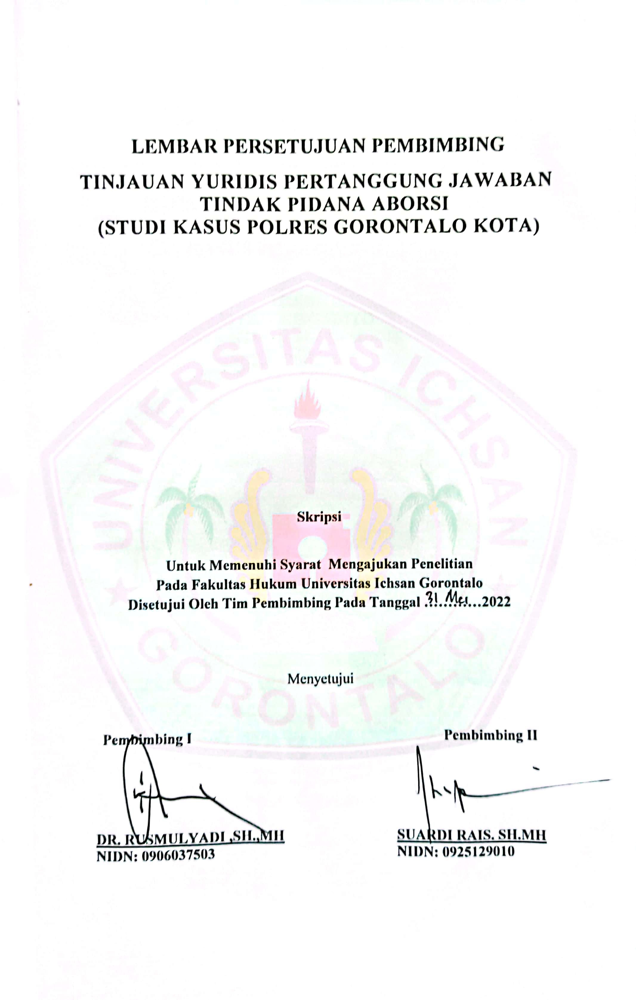 LEMBAR PERSETUJUAN PEMBIMBING
TINJAUAN YURIDIS PERTANGGUNG JAWABAN
TINDAK PIDANA ABORSI
(STUDI KASUS POLRES GORONTALO KOTA)
UNIVERSITAS ICHSAN
GORONTALO
Skripsi
Untuk Memenuhi Syarat Mengajukan Penelitian
Pada Fakultas Hukum Universitas Ichsan Gorontalo
Disetujui Oleh Tim Pembimbing Pada Tanggal .31..Mei...2022
Menyetujui
Pembimbing I
Pembimbing II
DR. RUSMULYADI ,SH.,MH
NIDN: 0906037503
SUARDI RAIS. SH.MH
NIDN: 0925129010